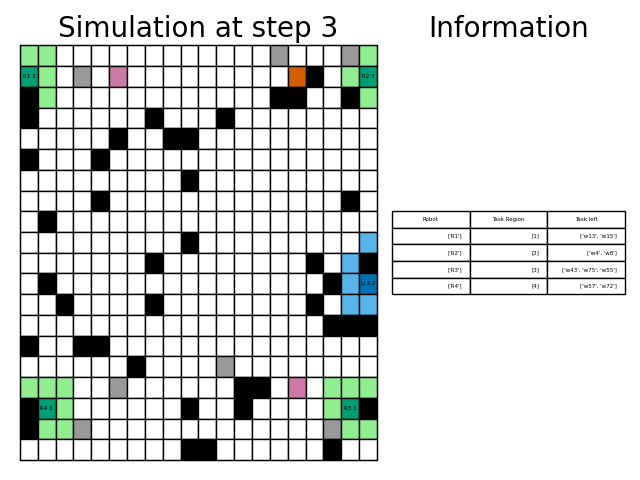 Simulation at step 3
Information
R1 3
R2 3
Robot Task Region Task left
['R1'] [1] ['w13', 'w15']
['R2'] [2] ['w4', 'w8']
['R3'] [3] ['w43', 'w75', 'w55']
['R4'] [4] ['w57', 'w72']
U 3,2
R4 3
R3 3